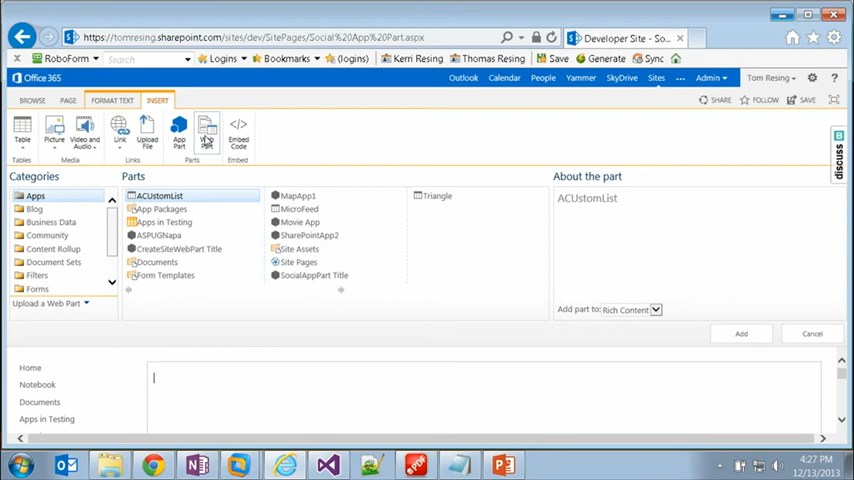 https://tomresing.sharepoint.com/sites/dev/SitePages/Social%20App%20Part.aspx
Developer Site - So...
x RoboForm Search Logins Bookmarks (logins) Kerri Resing Thomas Resing Save Generate Sync
Office 365 Outlook Calendar People Yammer SkyDrive Sites ... Admin Tom Resing ?
BROWSE PAGE FORMAT TEXT INSERT SHARE FOLLOW SAVE
Table Picture Video and Audio Link Upload File App Part Web Part Embed Code
Tables Media Links Parts Embed
discuss
Categories Parts About the part
Apps ACUstomList MapApp1 Triangle ACUstomList
Blog App Packages MicroFeed
Business Data Apps in Testing Movie App
Community ASPUGNapa SharePointApp2
Content Rollup CreateSiteWebPart Title Site Assets
Document Sets Documents Site Pages
Filters Form Templates SocialAppPart Title
Forms
Upload a Web Part Add part to: Rich Content
Add Cancel
Home
Notebook
Documents
Apps in Testing
PDF
4:27 PM
12/13/2013